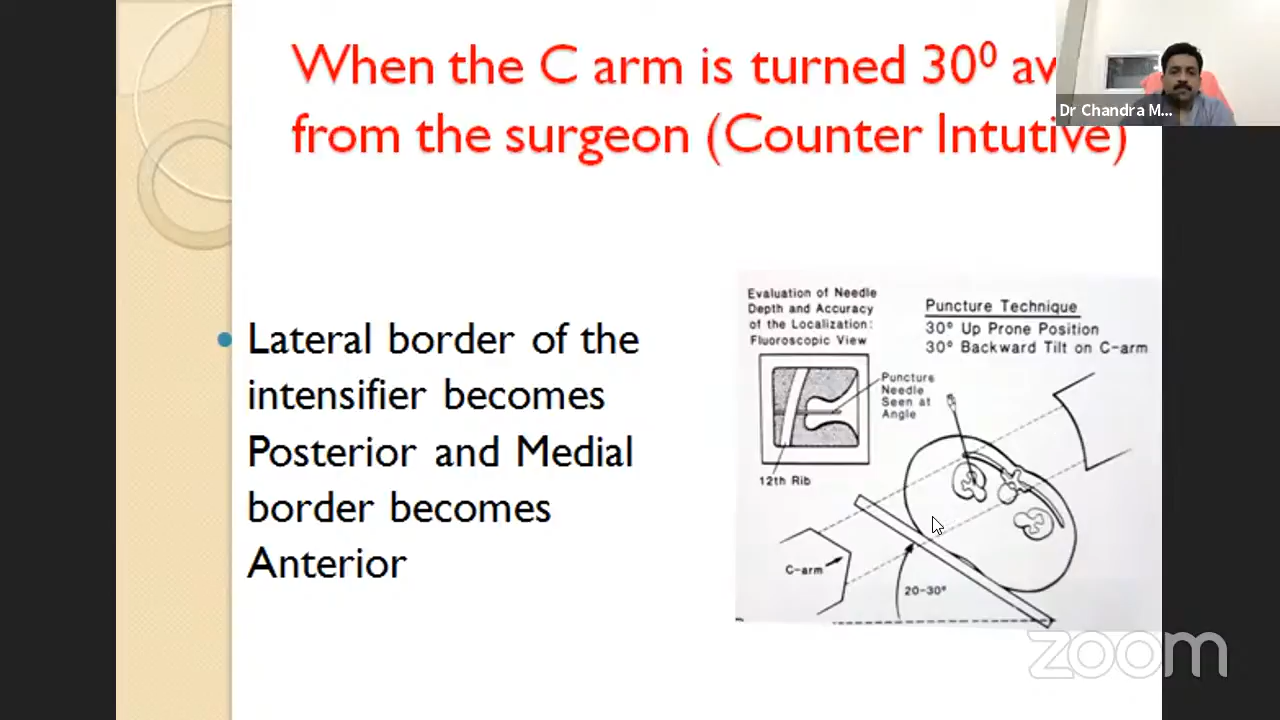 When the C arm is turned 30⁰
from the surgeon (Counter Intutive)
Dr Chandra M...
Lateral border of the
intensifier becomes
Posterior and Medial
border becomes
Anterior
Evaluation of Needle
Depth and Accuracy
of the Localization:
Fluoroscopic View
Puncture Technique
30° Up Prone Position
30° Backward Tilt on C-arm
Puncture
Needle
Seen at
Angle
12th Rib
C-arm
20-30°
zoom